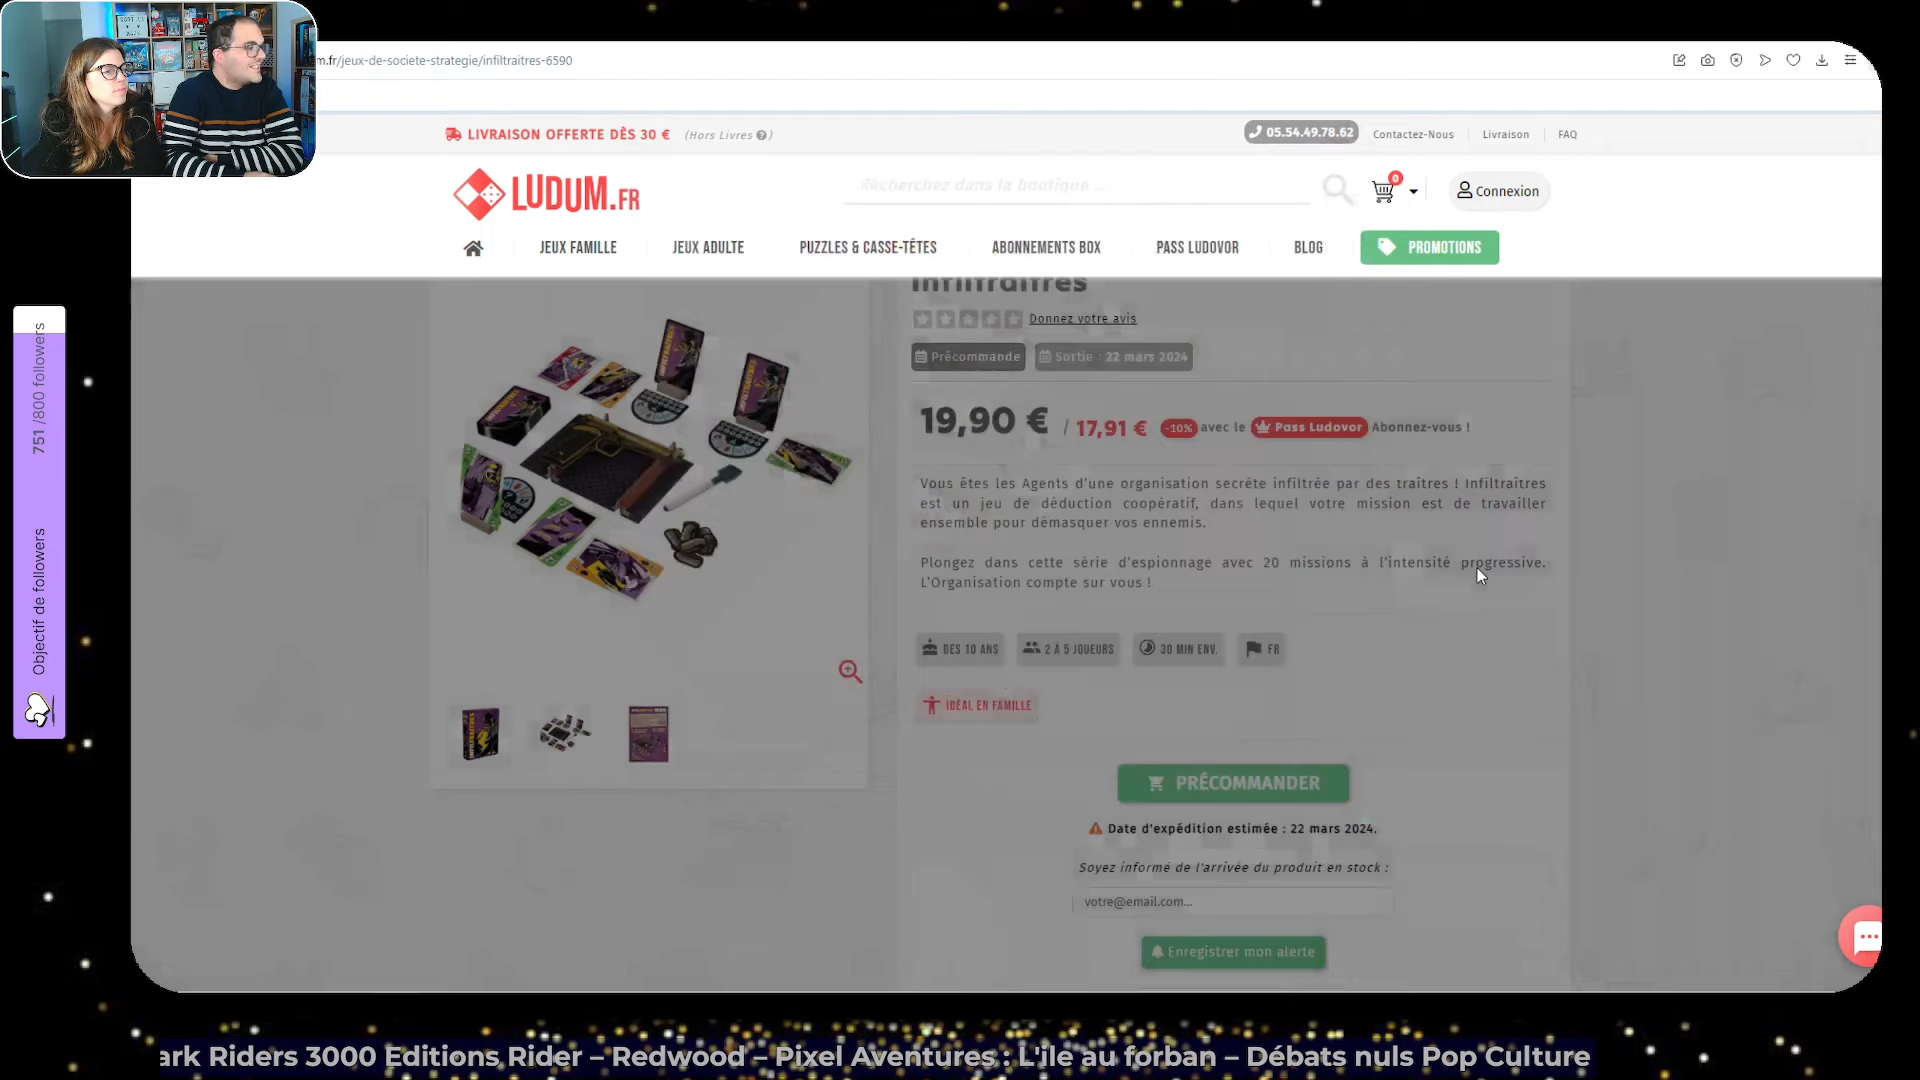 m.fr/jeux-de-societe-strategie/infiltraitres-6590
LIVRAISON OFFERTE DÈS 30 € (Hors Livres ?)
05.54.49.78.62
Contactez-Nous
Livraison
FAQ
LUDUM.FR
Recherchez dans la boutique ...
0
Connexion
JEUX FAMILLE
JEUX ADULTE
PUZZLES & CASSE-TÊTES
ABONNEMENTS BOX
PASS LUDOVOR
BLOG
PROMOTIONS
Infiltraîtres
Donnez votre avis
Précommande
Sortie : 22 mars 2024
19,90 € / 17,91 € -10% avec le Pass Ludovor Abonnez-vous !
Vous êtes les Agents d'une organisation secrète infiltrée par des traîtres ! Infiltraîtres
est un jeu de déduction coopératif, dans lequel votre mission est de travailler
ensemble pour démasquer vos ennemis.
Plongez dans cette série d'espionnage avec 20 missions à l'intensité progressive.
L'Organisation compte sur vous !
DES 10 ANS
2 À 5 JOUEURS
30 MIN ENV.
FR
IDÉAL EN FAMILLE
PRÉCOMMANDER
Date d'expédition estimée : 22 mars 2024.
Soyez informé de l'arrivée du produit en stock :
votre@email.com...
Enregistrer mon alerte
Objectif de followers
751 /800 followers
ark Riders 3000 Editions Rider – Redwood – Pixel Aventures : L'île au forban – Débats nuls Pop Culture